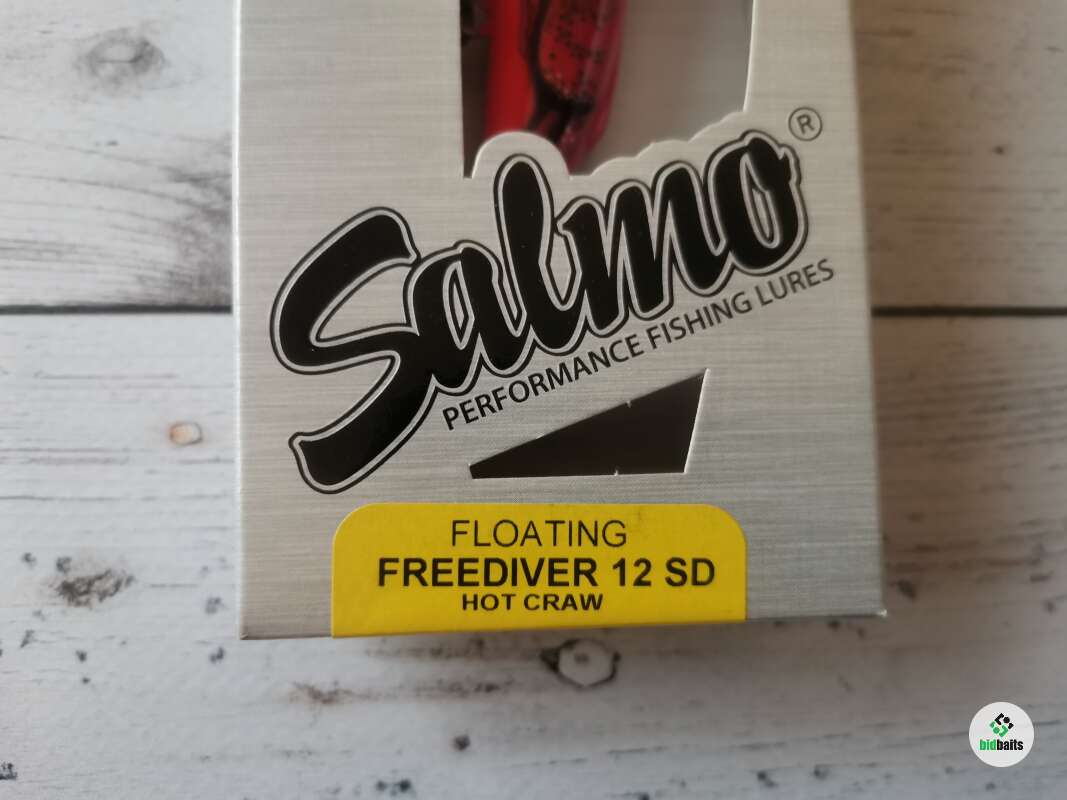 Salmo®
PERFORMANCE FISHING LURES
FLOATING
FREEDIVER 12 SD
HOT CRAW
bidbaits